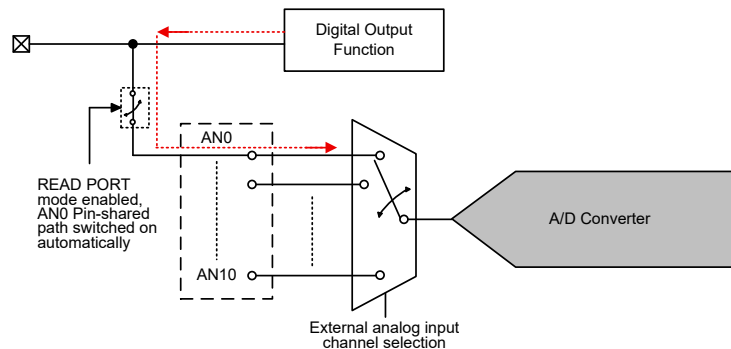 Digital Output
Function
AN0
READ PORT
mode enabled,
AN0 Pin-shared
path switched on
automatically
A/D Converter
AN10
External analog input
channel selection